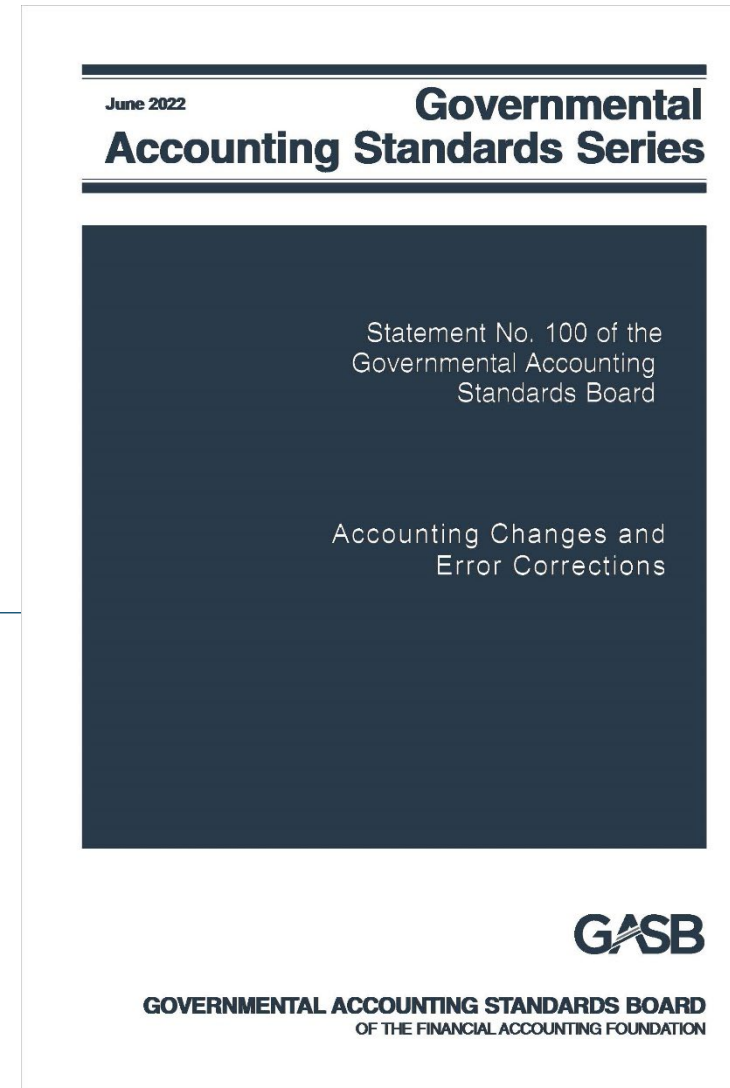 June 2022
Governmental
Accounting Standards Series
Statement No. 100 of the
Governmental Accounting
Standards Board
Accounting Changes and
Error Corrections
GASB
GOVERNMENTAL ACCOUNTING STANDARDS BOARD
OF THE FINANCIAL ACCOUNTING FOUNDATION